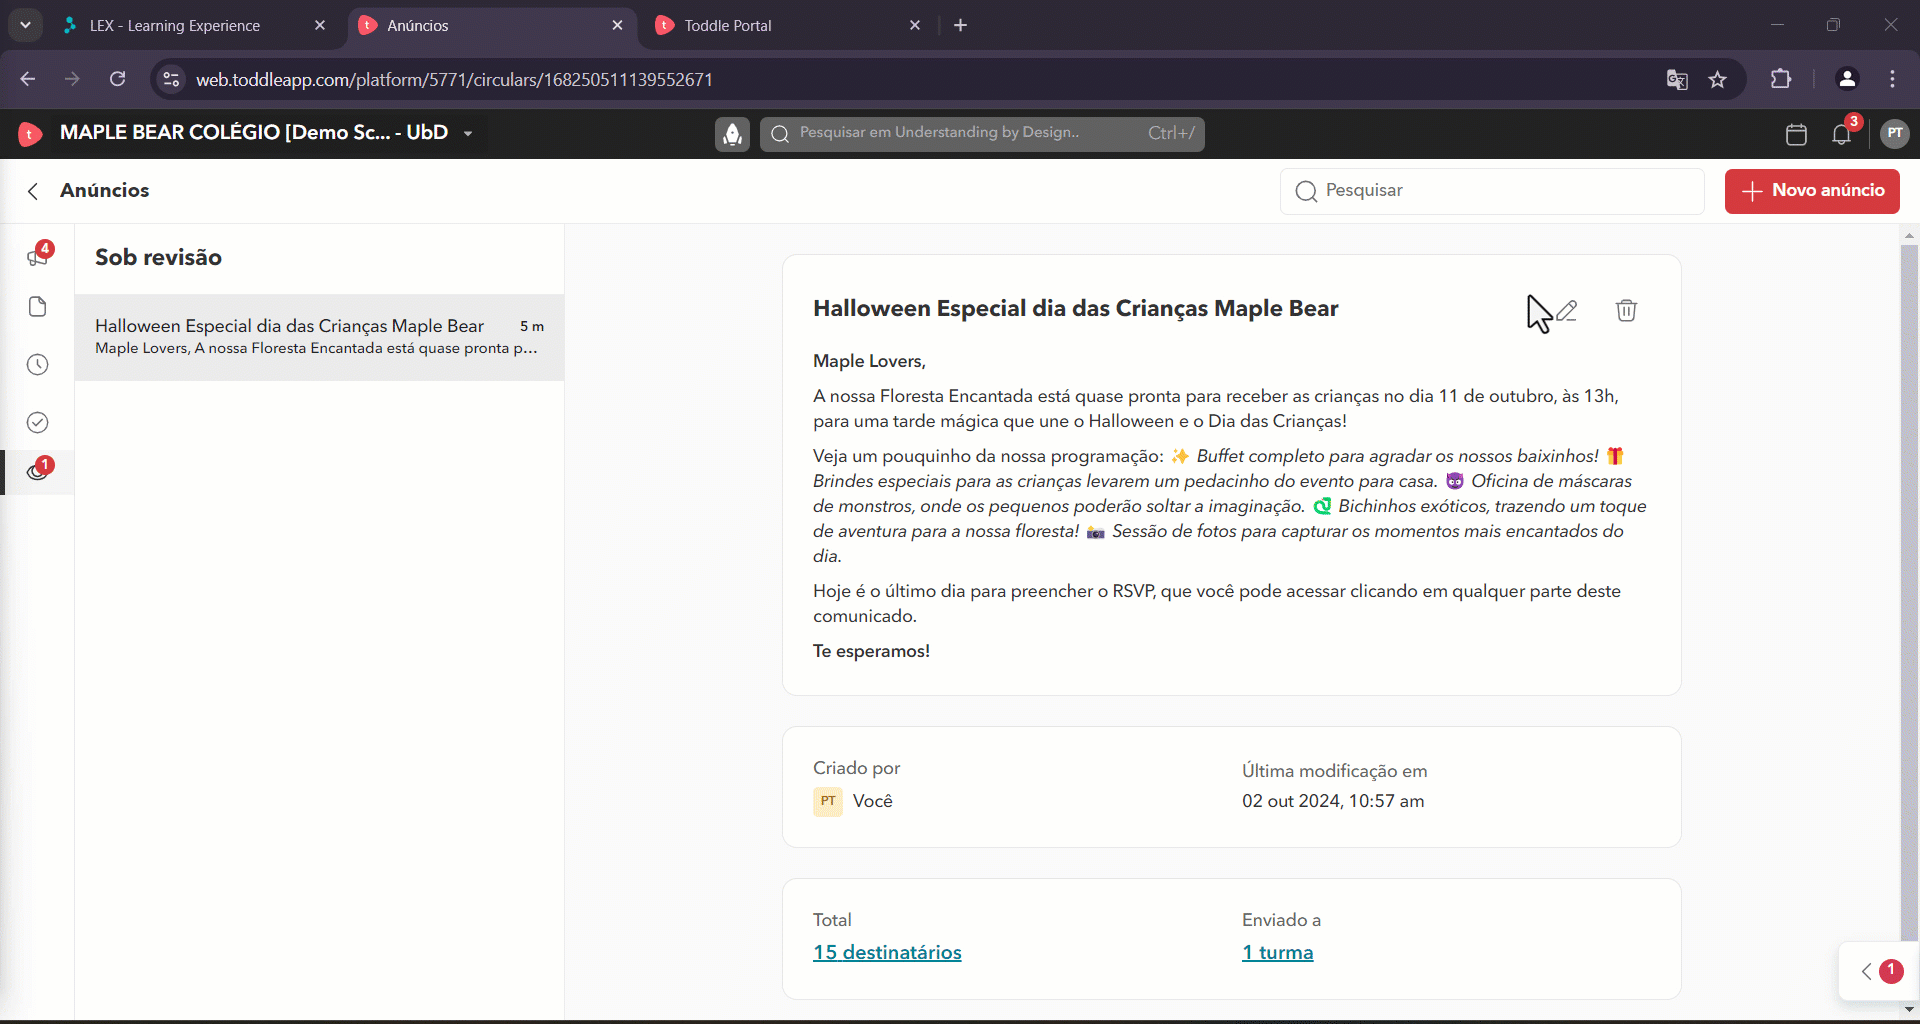 LEX - Learning Experience
Anúncios
Toddle Portal
web.toddleapp.com/platform/5771/circulars/168250511139552671
MAPLE BEAR COLÉGIO [Demo Sc... - UbD
Pesquisar em Understanding by Design..
Ctrl+/
3
PT
Anúncios
Pesquisar
Novo anúncio
4
1
Sob revisão
Halloween Especial dia das Crianças Maple Bear
5 m
Maple Lovers, A nossa Floresta Encantada está quase pronta p...
Halloween Especial dia das Crianças Maple Bear
Maple Lovers,
A nossa Floresta Encantada está quase pronta para receber as crianças no dia 11 de outubro, às 13h,
para uma tarde mágica que une o Halloween e o Dia das Crianças!
Veja um pouquinho da nossa programação: ✨ Buffet completo para agradar os nossos baixinhos! 🎁
Brindes especiais para as crianças levarem um pedacinho do evento para casa. 😈 Oficina de máscaras
de monstros, onde os pequenos poderão soltar a imaginação. 🐍 Bichinhos exóticos, trazendo um toque
de aventura para a nossa floresta! 📸 Sessão de fotos para capturar os momentos mais encantados do
dia.
Hoje é o último dia para preencher o RSVP, que você pode acessar clicando em qualquer parte deste
comunicado.
Te esperamos!
Criado por
PT Você
Última modificação em
02 out 2024, 10:57 am
Total
15 destinatários
Enviado a
1 turma
1